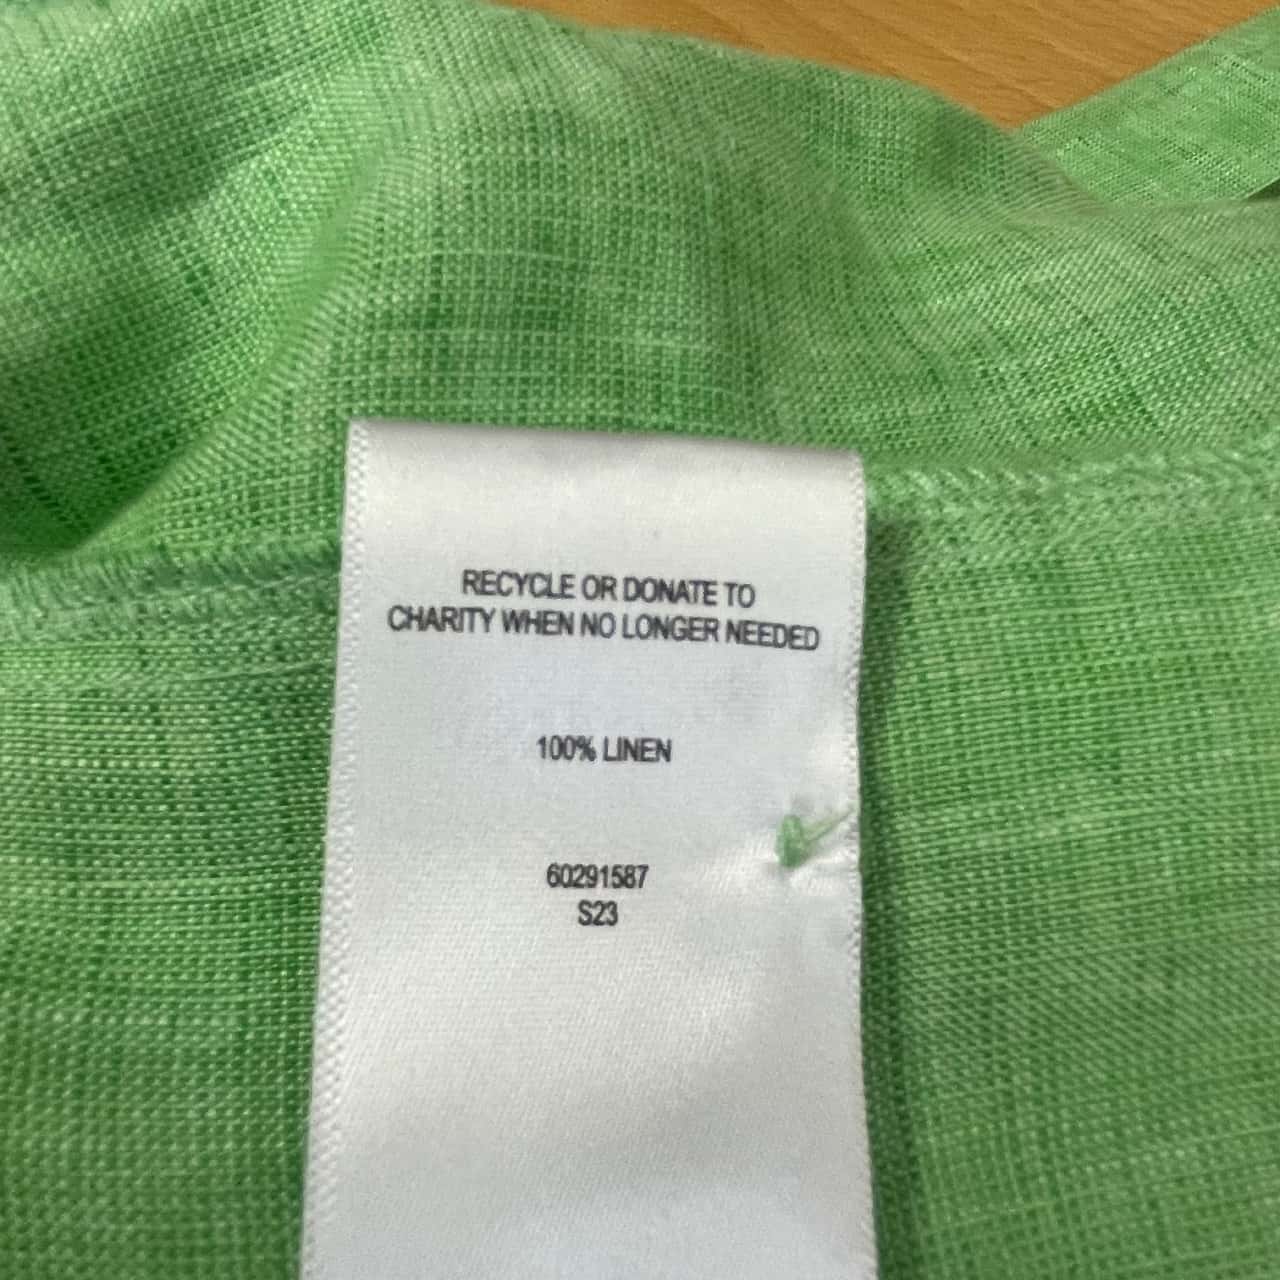 RECYCLE OR DONATE TO
CHARITY WHEN NO LONGER NEEDED
100% LINEN
60291587
S23